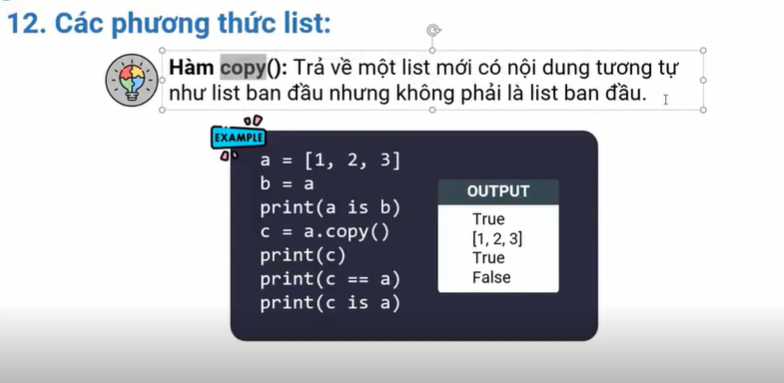 12. Các phương thức list:
Hàm copy(): Trả về một list mới có nội dung tương tự
như list ban đầu nhưng không phải là list ban đầu.
EXAMPLE
a = [1, 2, 3]
b = a
print(a is b)
c = a.copy()
print(c)
print(c == a)
print(c is a)
OUTPUT
True
[1, 2, 3]
True
False